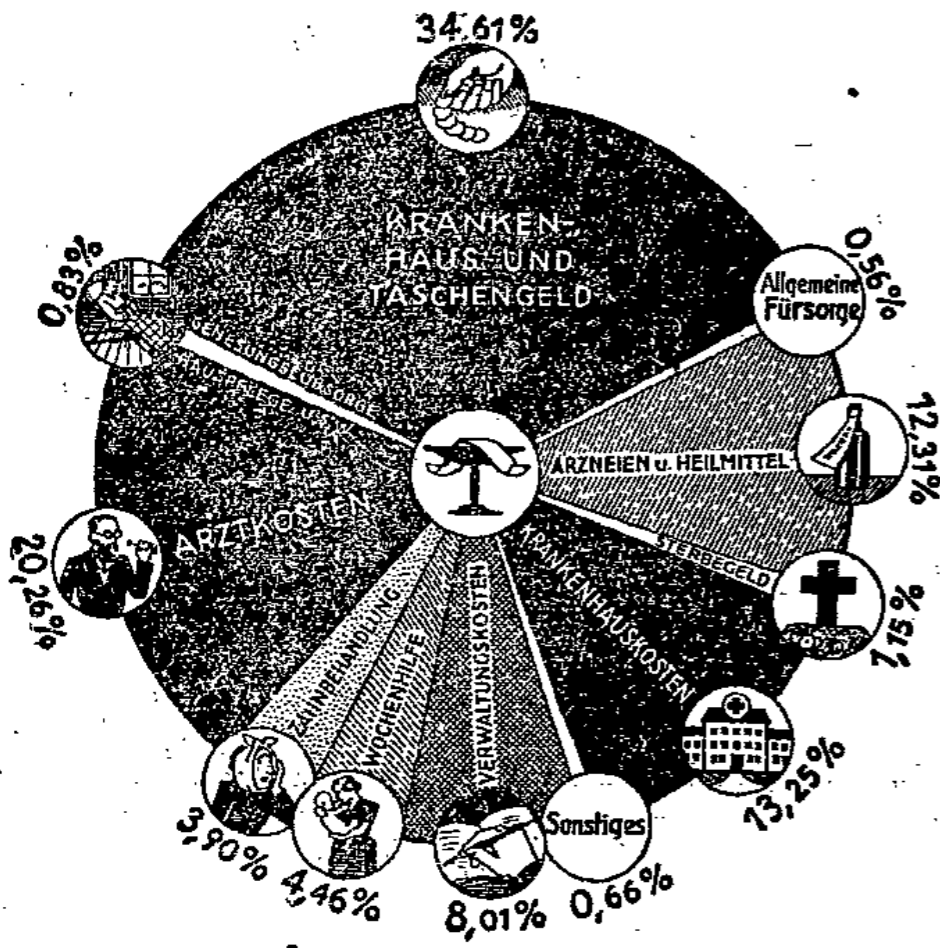 34,61%
KRANKEN-
HAUS- UND
TASCHENGELD
0,56%
Allgemeine
Fürsorge
12,31%
ARZNEIEN u. HEILMITTEL
STERBEGELD
1,15%
KRANKENHAUSKOSTEN
13,25%
Sonstiges
0,66%
VERWALTUNGSKOSTEN
8,01%
WOCHENHILFE
4,46%
ZAHNBEHANDLUNG
3,90%
ARZTKOSTEN
20,26%
0,83%